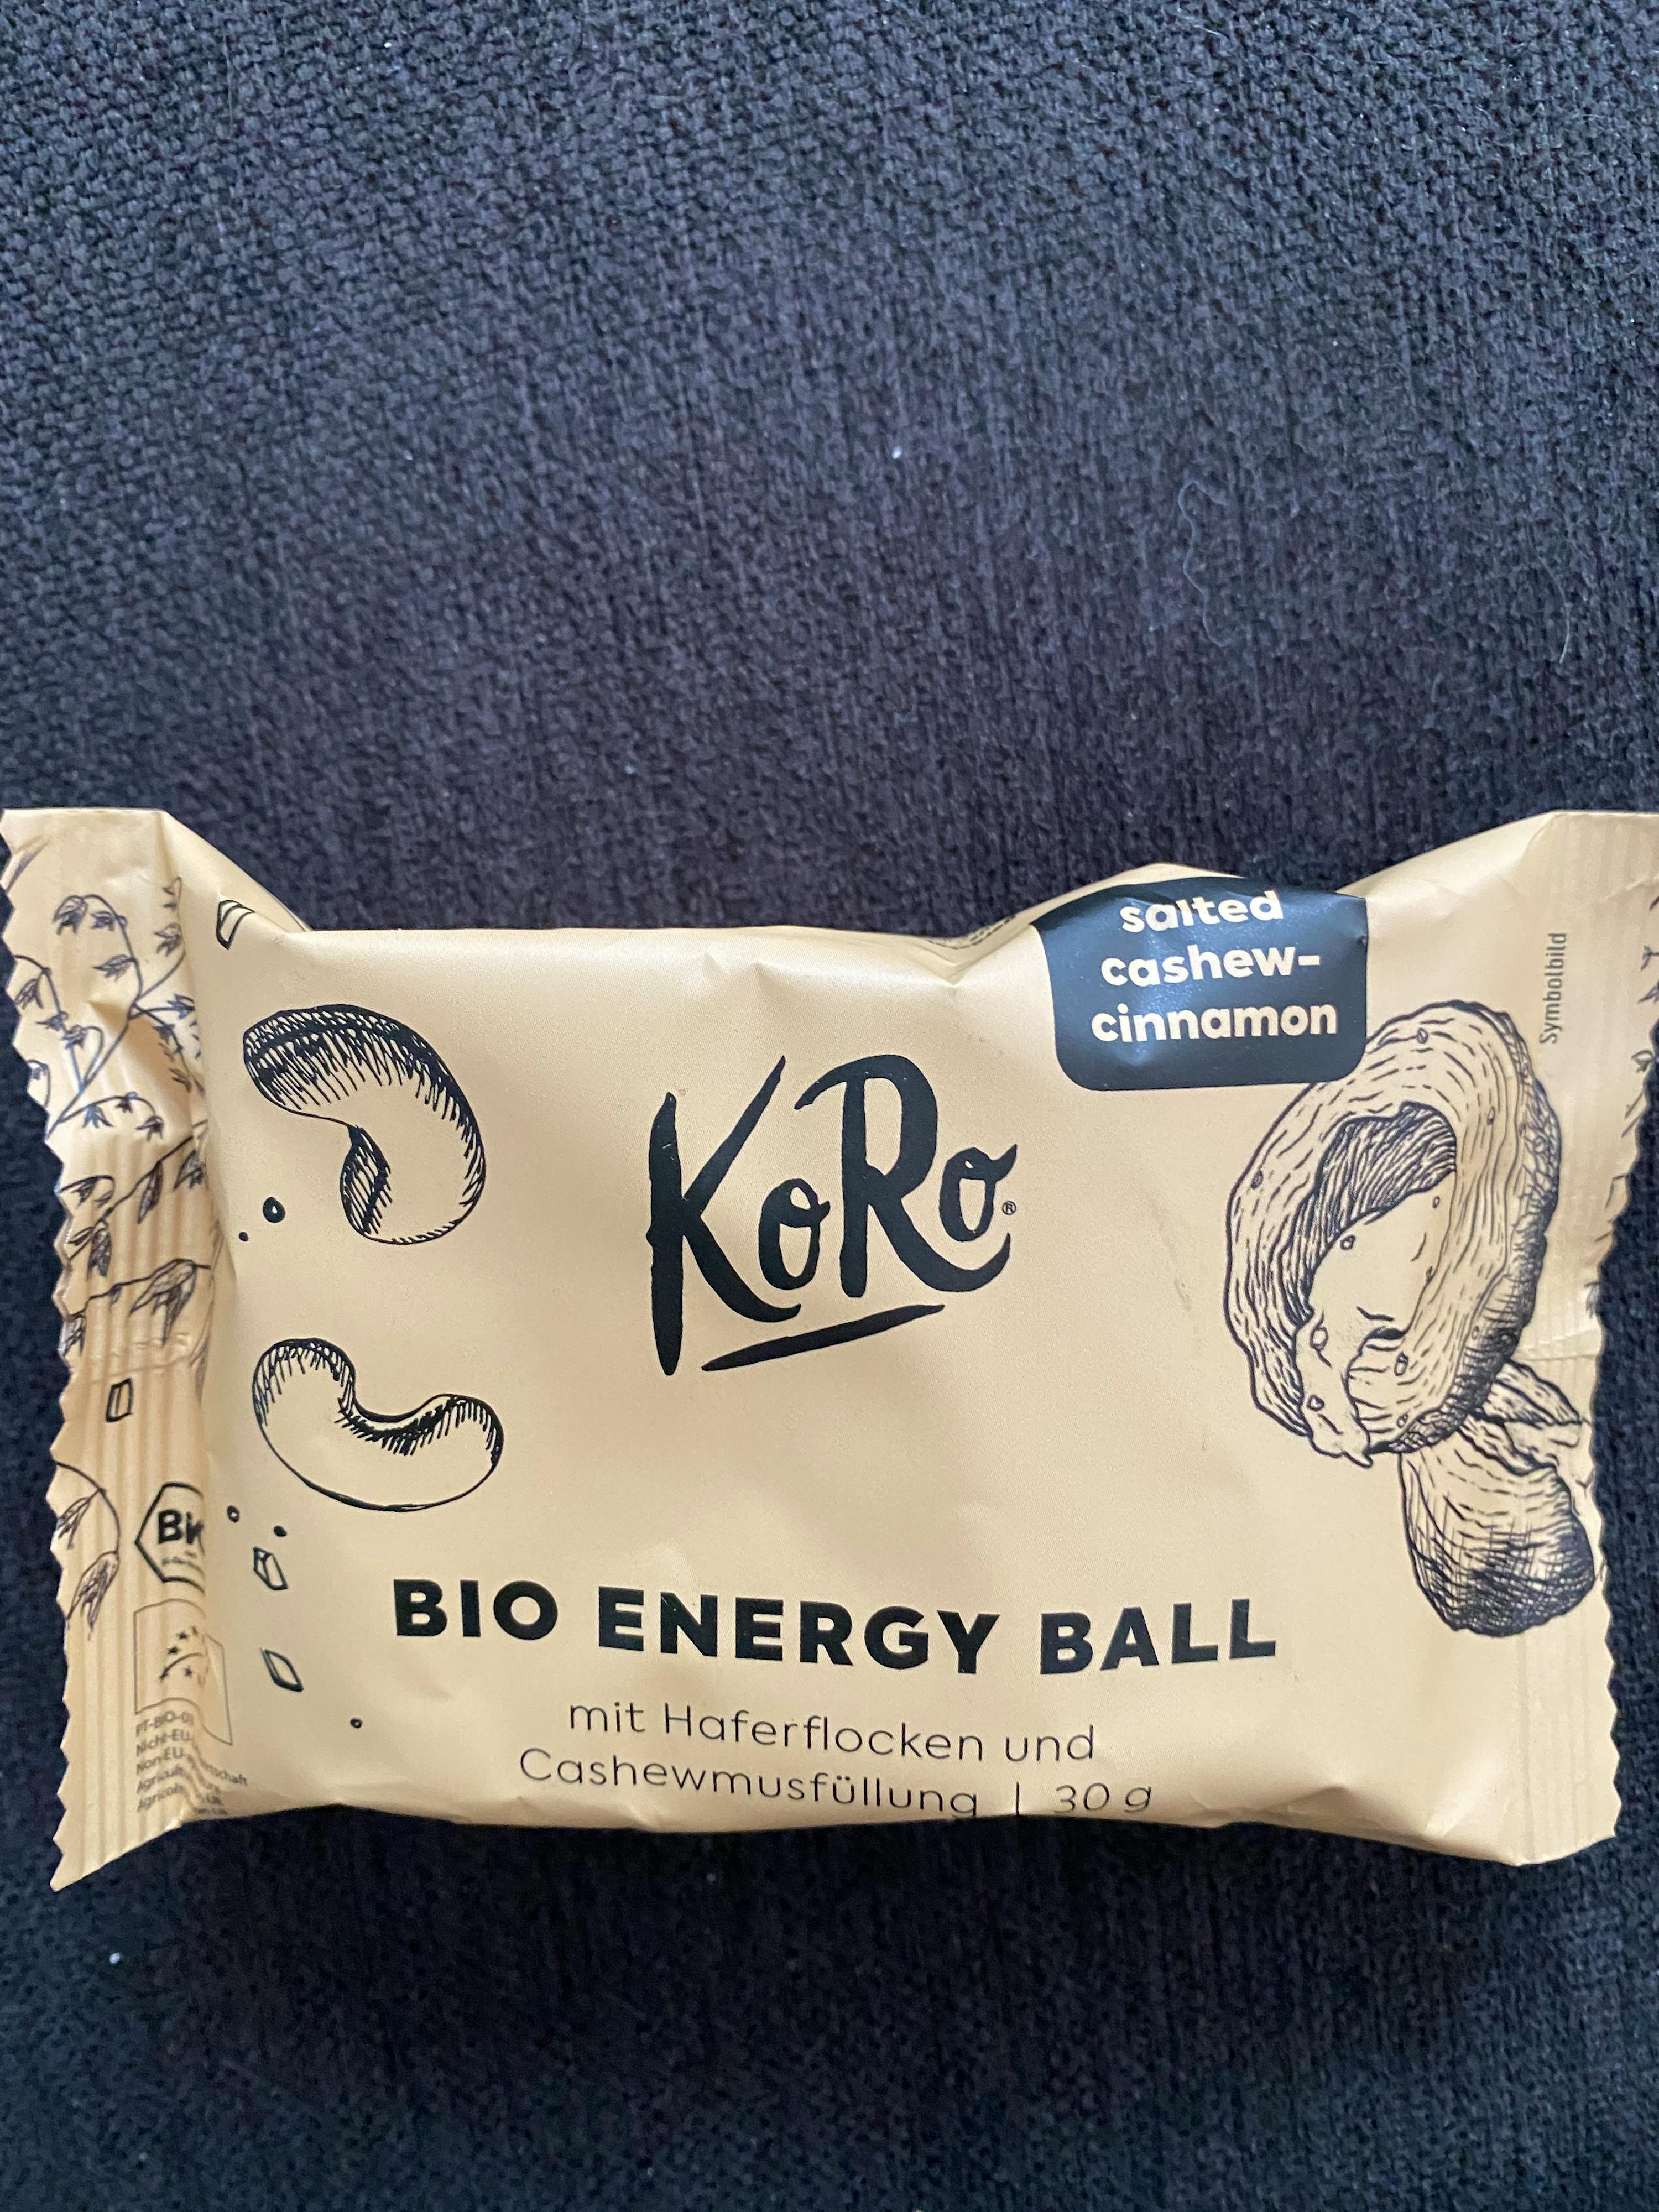 salted
cashew-
cinnamon
Symbolbild
KoRo®
BIO ENERGY BALL
mit Haferflocken und
Cashewmusfüllung | 30 g